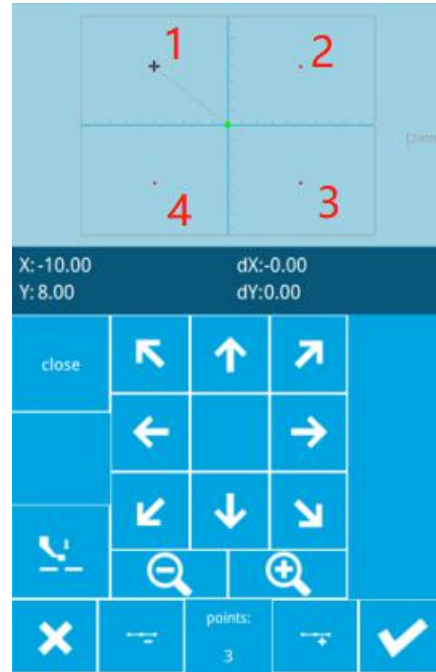 1
2
(2mm
4
3
X:-10.00 dX:-0.00
Y: 8.00 dY:0.00
close
points:
3